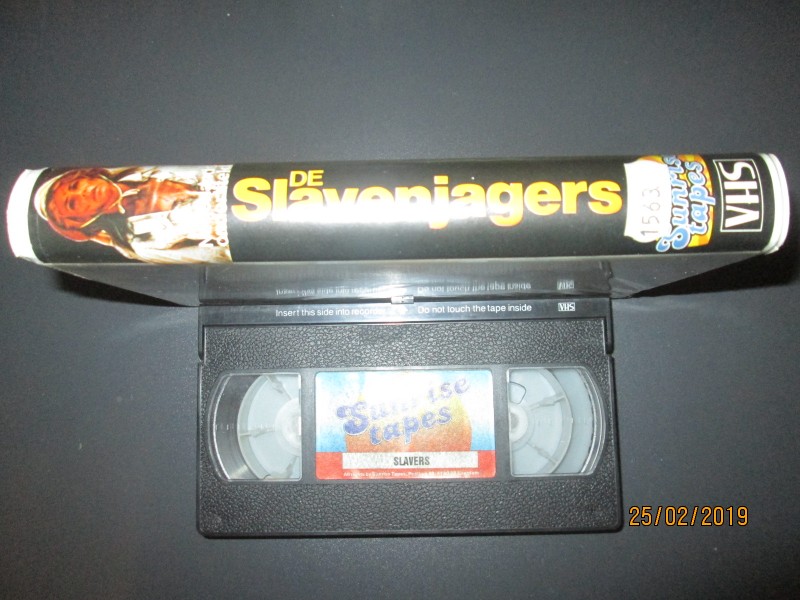 DE
Slavenjagers
1563
Sunrise
tapes
VHS
Insert this side into recorder
Do not touch the tape inside
VHS
Sunrise
tapes
SLAVERS
25/02/2019